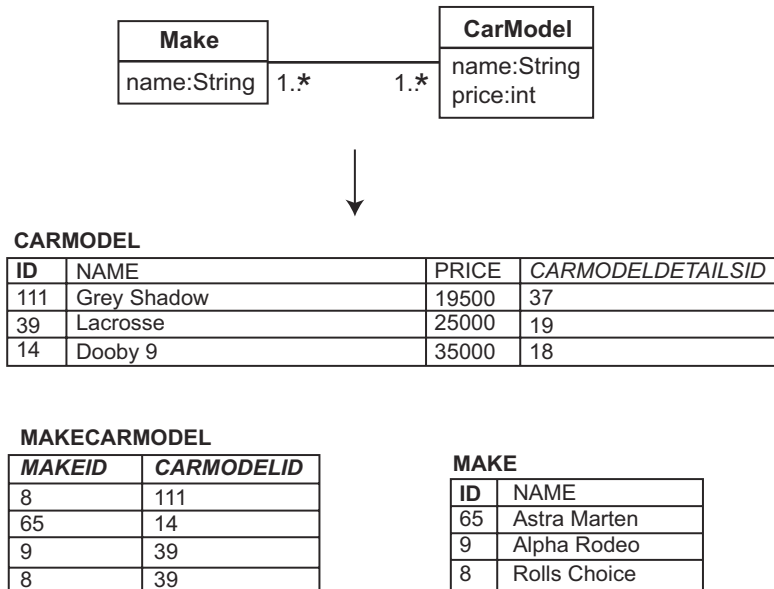 Make
name:String
1..*
1..*
CarModel
name:String
price:int
CARMODEL
ID NAME PRICE CARMODELDETAILSID
111 Grey Shadow 19500 37
39 Lacrosse 25000 19
14 Dooby 9 35000 18
MAKECARMODEL
MAKEID CARMODELID
8 111
65 14
9 39
8 39
MAKE
ID NAME
65 Astra Marten
9 Alpha Rodeo
8 Rolls Choice